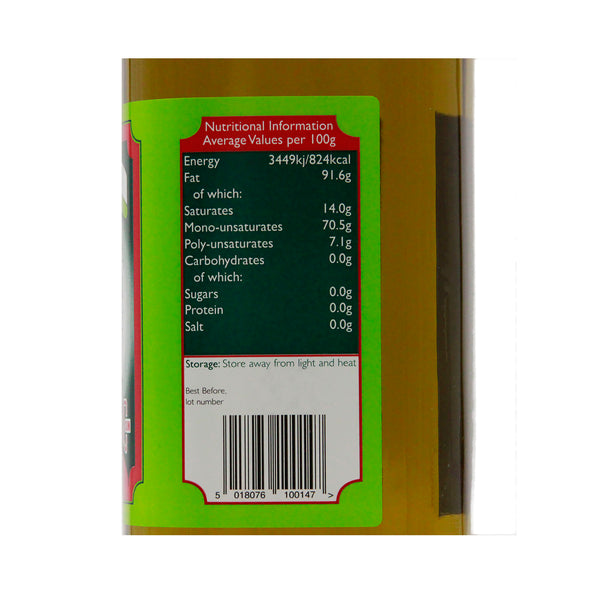 Nutritional Information
Average Values per 100g
Energy 3449kj/824kcal
Fat 91.6g
of which:
Saturates 14.0g
Mono-unsaturates 70.5g
Poly-unsaturates 7.1g
Carbohydrates 0.0g
of which:
Sugars 0.0g
Protein 0.0g
Salt 0.0g
Storage: Store away from light and heat
Best Before,
lot number
5 018076 100147 >